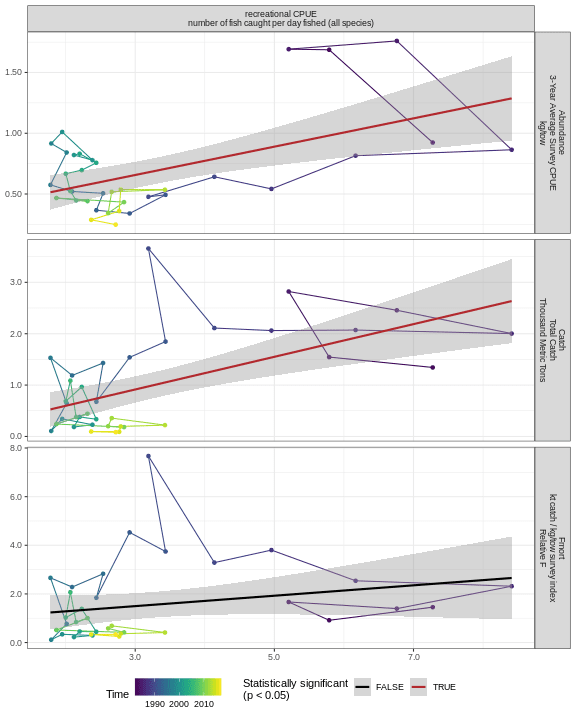 recreational CPUE
number of fish caught per day fished (all species)
1.50
1.00
0.50
Abundance
3-Year Average Survey CPUE
kg/tow
3.0
2.0
1.0
0.0
Catch
Total Catch
Thousand Metric Tons
8.0
6.0
4.0
2.0
0.0
Fmort
kt catch / kg/tow survey index
Relative F
3.0
5.0
7.0
Time
1990
2000
2010
Statistically significant
(p < 0.05)
FALSE
TRUE